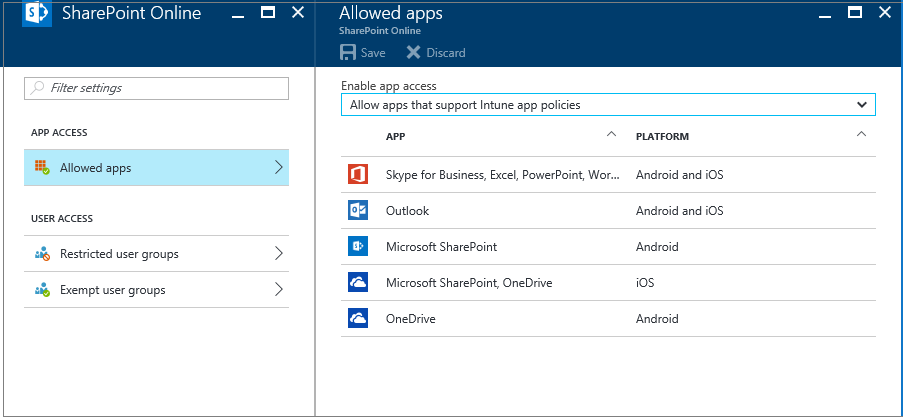 SharePoint Online
Filter settings
APP ACCESS
Allowed apps
USER ACCESS
Restricted user groups
Exempt user groups
Allowed apps
SharePoint Online
Save Discard
Enable app access
Allow apps that support Intune app policies
APP PLATFORM
Skype for Business, Excel, PowerPoint, Wor... Android and iOS
Outlook Android and iOS
Microsoft SharePoint Android
Microsoft SharePoint, OneDrive iOS
OneDrive Android